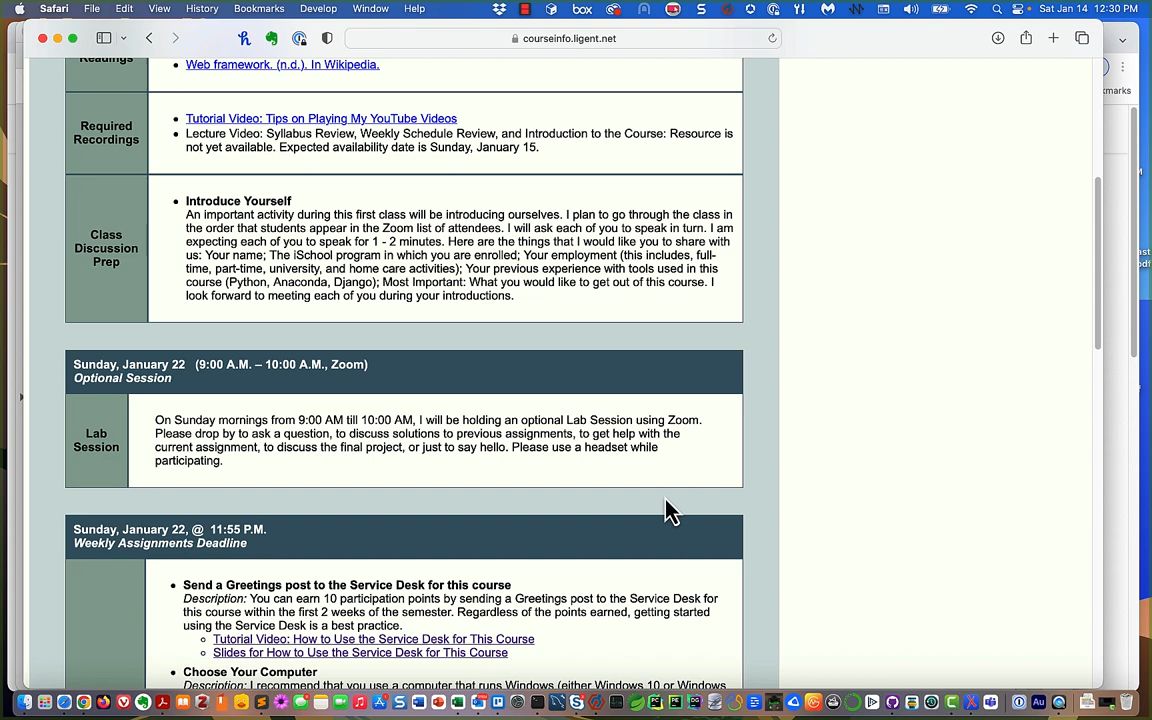 Safari File Edit View History Bookmarks Develop Window Help box Sat Jan 14 12:30 PM
courseinfo.ligent.net
Readings
Web framework. (n.d.). In Wikipedia.
Required
Recordings
Tutorial Video: Tips on Playing My YouTube Videos
Lecture Video: Syllabus Review, Weekly Schedule Review, and Introduction to the Course: Resource is
not yet available. Expected availability date is Sunday, January 15.
Class
Discussion
Prep
Introduce Yourself
An important activity during this first class will be introducing ourselves. I plan to go through the class in
the order that students appear in the Zoom list of attendees. I will ask each of you to speak in turn. I am
expecting each of you to speak for 1 - 2 minutes. Here are the things that I would like you to share with
us: Your name; The iSchool program in which you are enrolled; Your employment (this includes, full-
time, part-time, university, and home care activities); Your previous experience with tools used in this
course (Python, Anaconda, Django); Most Important: What you would like to get out of this course. I
look forward to meeting each of you during your introductions.
Sunday, January 22 (9:00 A.M. – 10:00 A.M., Zoom)
Optional Session
Lab
Session
On Sunday mornings from 9:00 AM till 10:00 AM, I will be holding an optional Lab Session using Zoom.
Please drop by to ask a question, to discuss solutions to previous assignments, to get help with the
current assignment, to discuss the final project, or just to say hello. Please use a headset while
participating.
Sunday, January 22, @ 11:55 P.M.
Weekly Assignments Deadline
Send a Greetings post to the Service Desk for this course
Description: You can earn 10 participation points by sending a Greetings post to the Service Desk for
this course within the first 2 weeks of the semester. Regardless of the points earned, getting started
using the Service Desk is a best practice.
Tutorial Video: How to Use the Service Desk for This Course
Slides for How to Use the Service Desk for This Course
Choose Your Computer
Description: I recommend that you use a computer that runs Windows (either Windows 10 or Windows